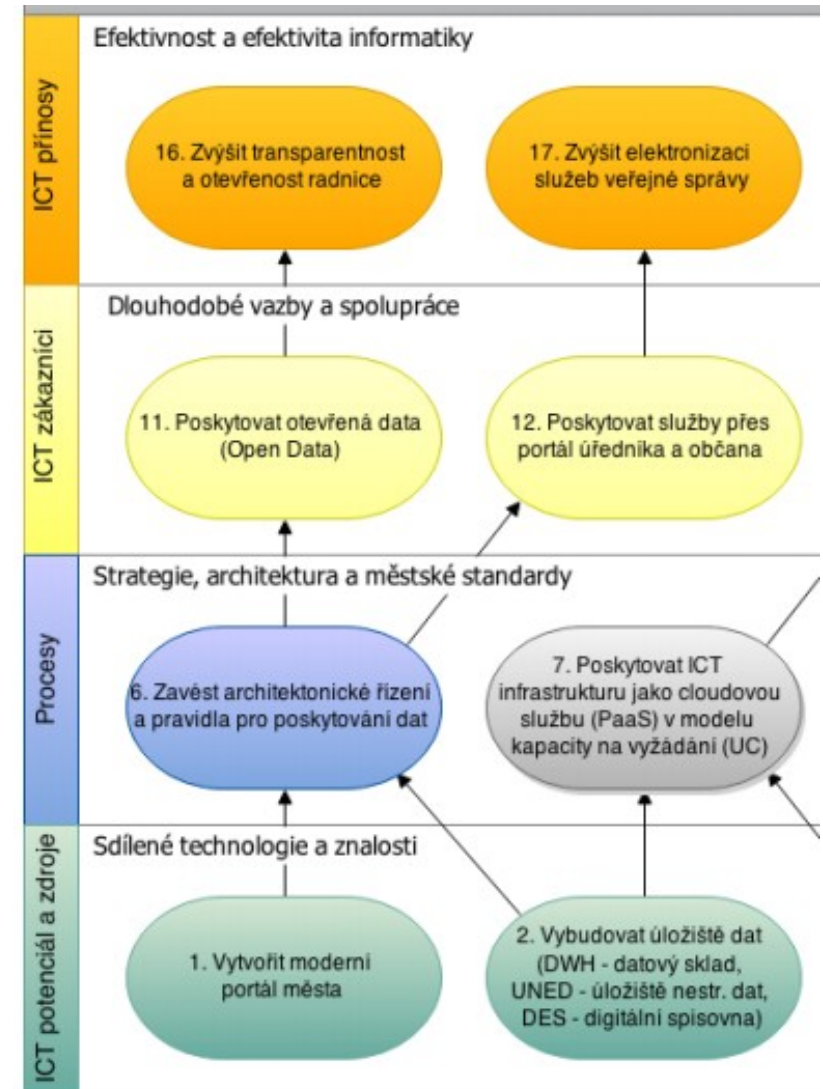 ICT přínosy
Efektivnost a efektivita informatiky
16. Zvýšit transparentnost
a otevřenost radnice
17. Zvýšit elektronizaci
služeb veřejné správy
ICT zákazníci
Dlouhodobé vazby a spolupráce
11. Poskytovat otevřená data
(Open Data)
12. Poskytovat služby přes
portál úředníka a občana
Procesy
Strategie, architektura a městské standardy
6. Zavést architektonické řízení
a pravidla pro poskytování dat
7. Poskytovat ICT
infrastrukturu jako cloudovou
službu (PaaS) v modelu
kapacity na vyžádání (UC)
ICT potenciál a zdroje
Sdílené technologie a znalosti
1. Vytvořit moderní
portál města
2. Vybudovat úložiště dat
(DWH - datový sklad,
UNED - úložiště nestr. dat,
DES - digitální spisovna)